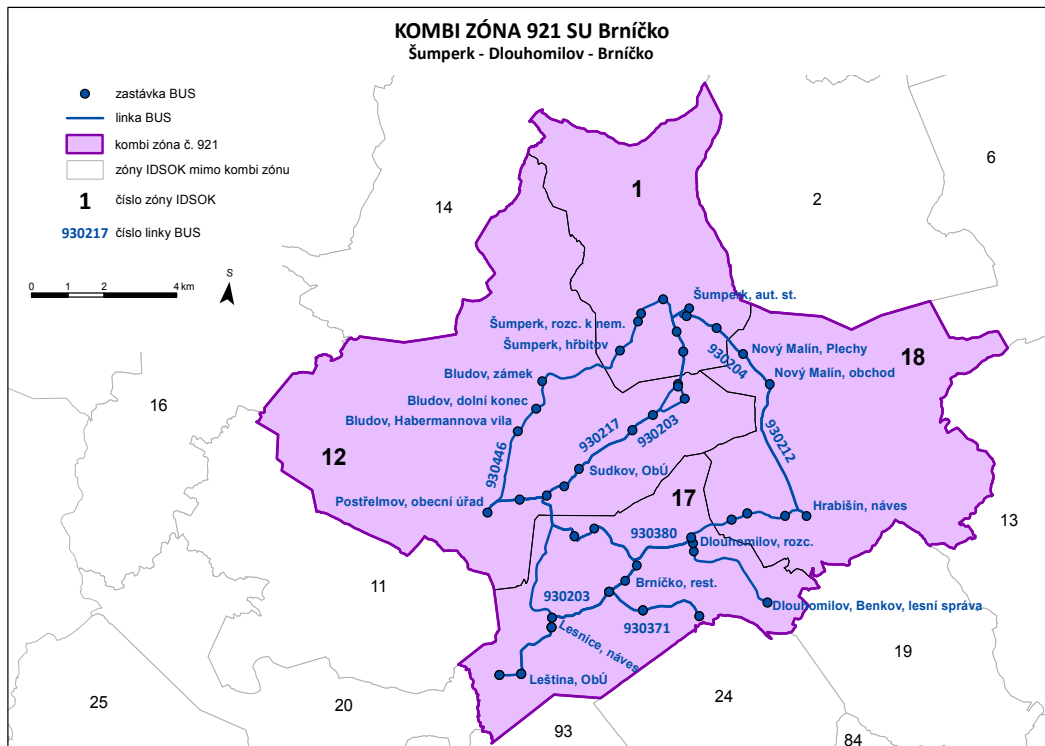 KOMBI ZÓNA 921 SU Brníčko
Šumperk - Dlouhomilov - Brníčko
zastávka BUS
linka BUS
kombi zóna č. 921
zóny IDSOK mimo kombi zónu
1 číslo zóny IDSOK
930217 číslo linky BUS
0 1 2 4 km
S
14
1
2
6
Šumperk, aut. st.
Šumperk, rozc. k nem.
Šumperk, hřbitov
930204
Nový Malín, Plechy
18
Nový Malín, obchod
Bludov, zámek
Bludov, dolní konec
Bludov, Habermannova vila
16
12
930446
930217
930203
930212
Sudkov, ObÚ
Postřelmov, obecní úřad
17
Hrabišín, náves
13
930380
Dlouhomilov, rozc.
11
Brníčko, rest.
930203
Dlouhomilov, Benkov, lesní správa
930371
Lesnice, náves
19
Leština, ObÚ
25
20
24
93
84